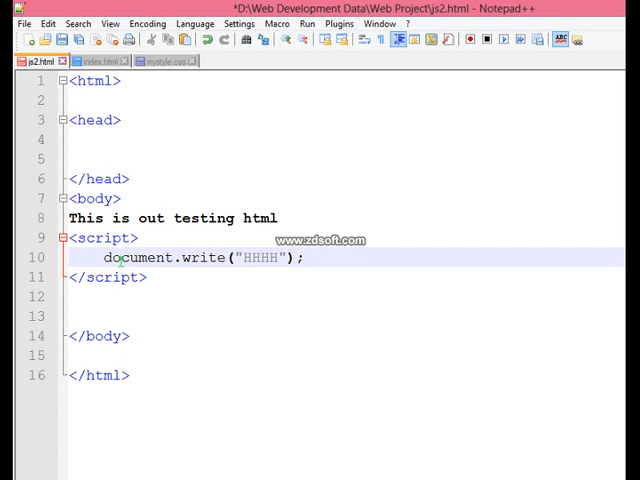 *D:\Web Development Data\Web Project\js2.html - Notepad++
File Edit Search View Encoding Language Settings Macro Run Plugins Window ?
ABC
js2.html index.html mystyle.css
1 <html>
2
3 <head>
4
5
6 </head>
7 <body>
8 This is out testing html
9 <script>
www.zdsoft.com
10 document.write("HHHH");
11 </script>
12
13
14 </body>
15
16 </html>